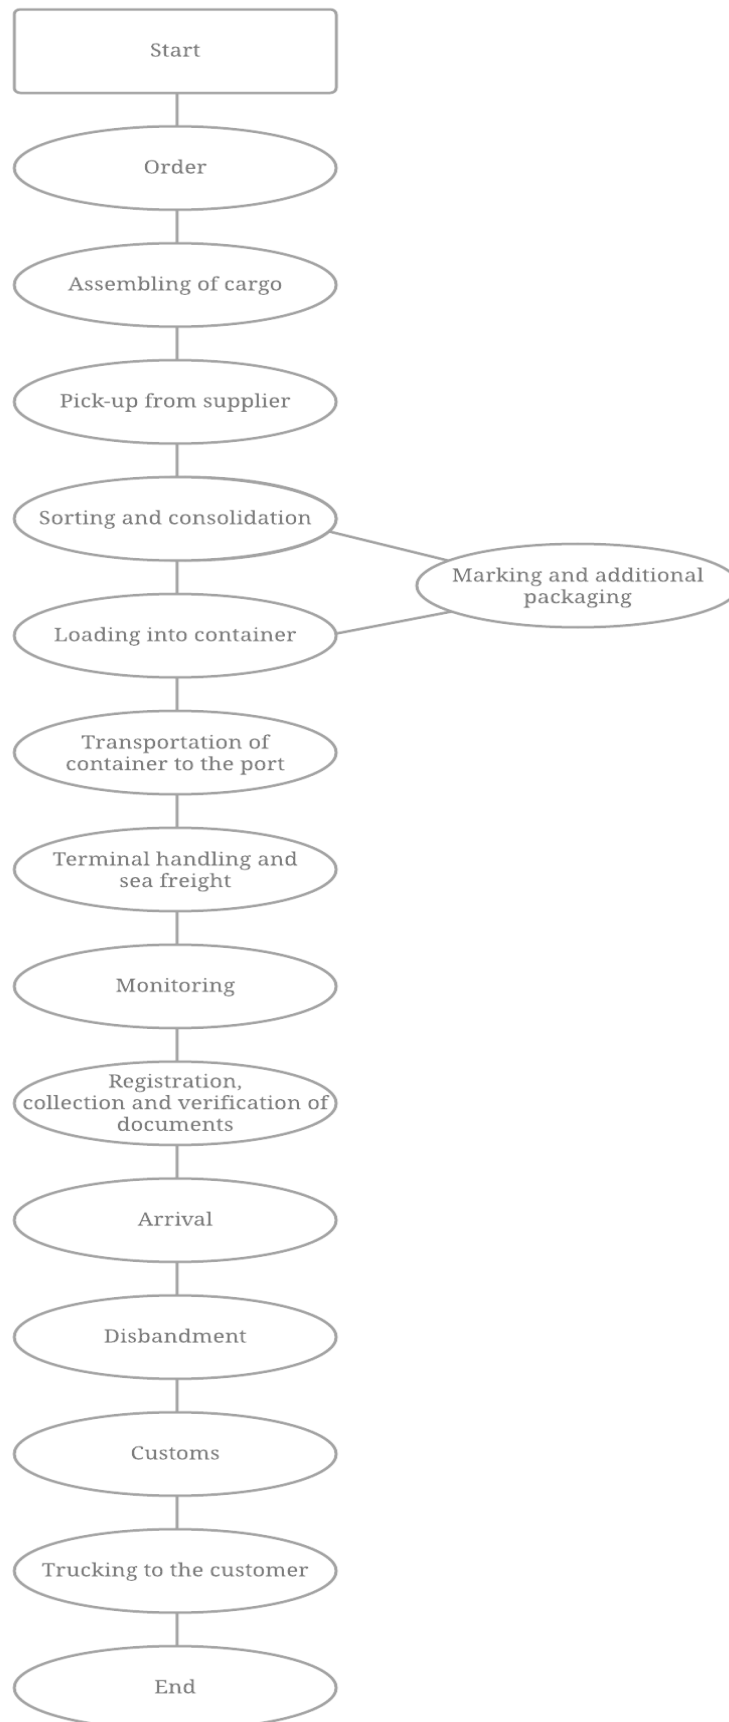 Start
Order
Assembling of cargo
Pick-up from supplier
Sorting and consolidation
Marking and additional
packaging
Loading into container
Transportation of
container to the port
Terminal handling and
sea freight
Monitoring
Registration,
collection and verification of
documents
Arrival
Disbandment
Customs
Trucking to the customer
End